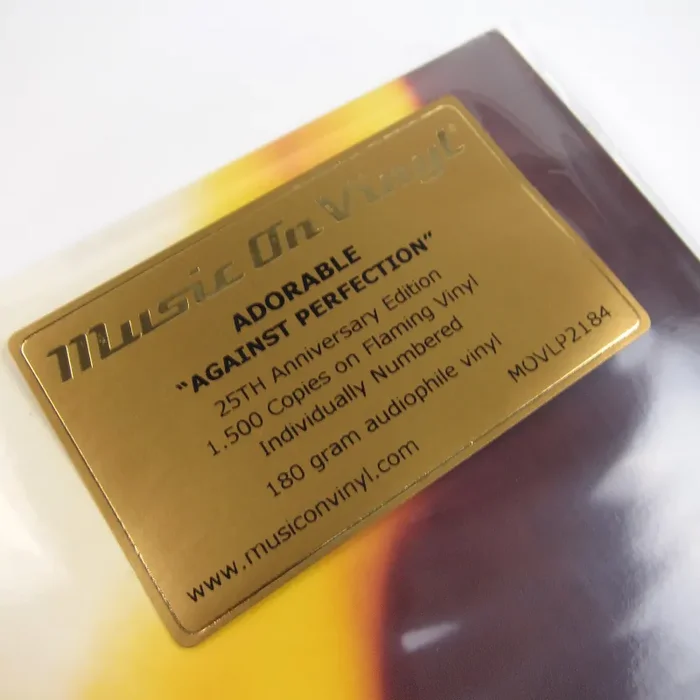 Music On Vinyl
ADORABLE
"AGAINST PERFECTION"
25TH Anniversary Edition
1.500 Copies on Flaming Vinyl
Individually Numbered
180 gram audiophile vinyl
MOVLP2184
www.musiconvinyl.com